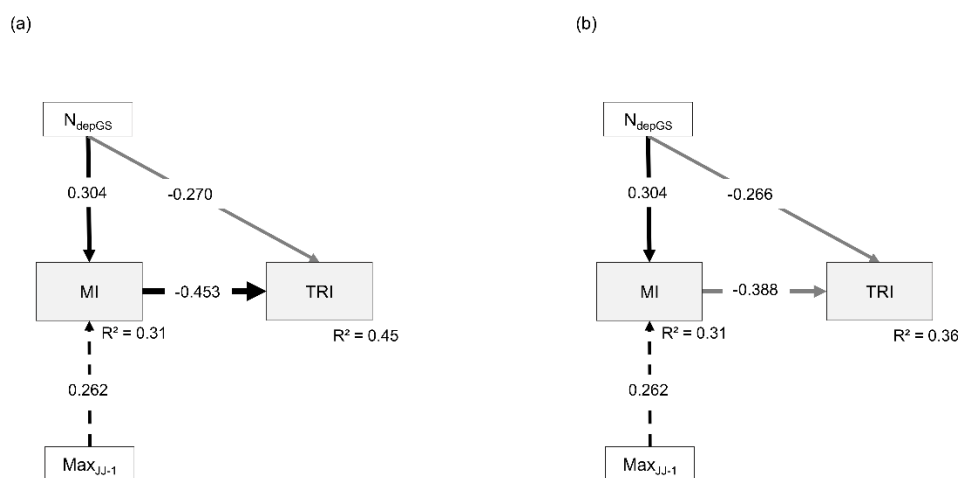 (a)
N_depGS
0.304
-0.270
MI
-0.453
TRI
R² = 0.31
R² = 0.45
0.262
Max_JJ-1
(b)
N_depGS
0.304
-0.266
MI
-0.388
TRI
R² = 0.31
R² = 0.36
0.262
Max_JJ-1